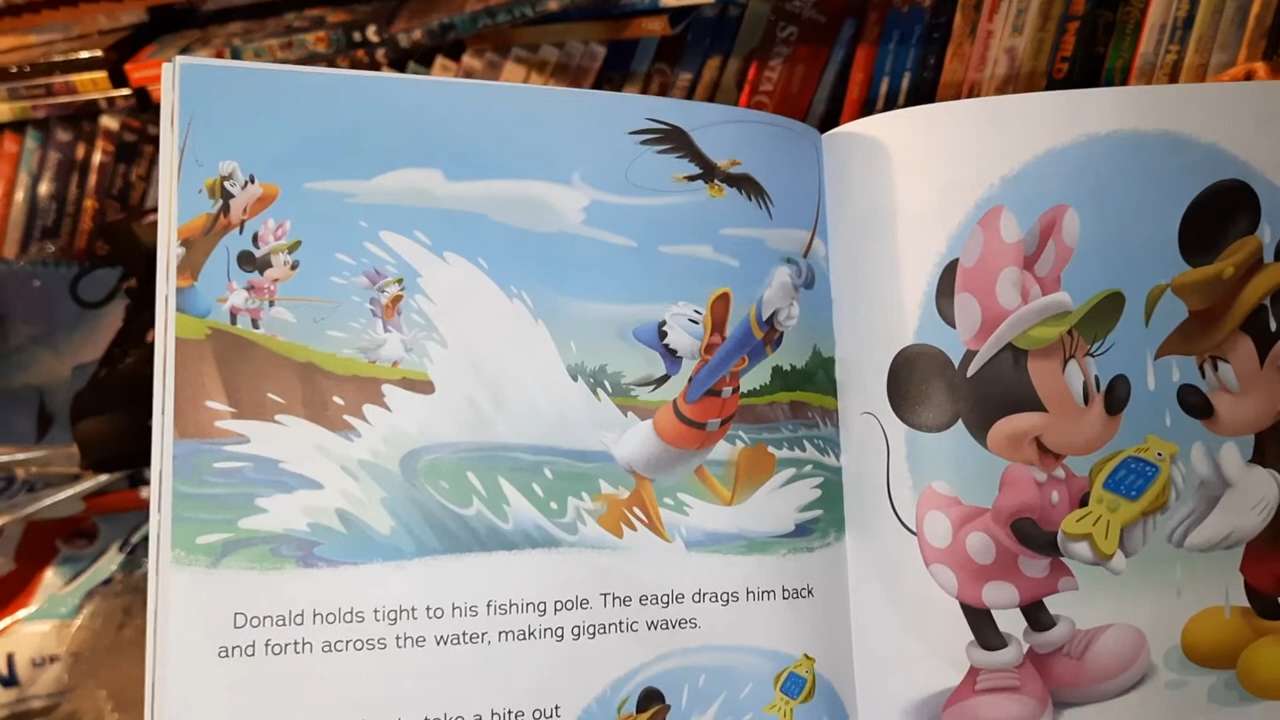 Donald holds tight to his fishing pole. The eagle drags him back
and forth across the water, making gigantic waves.
take a bite out